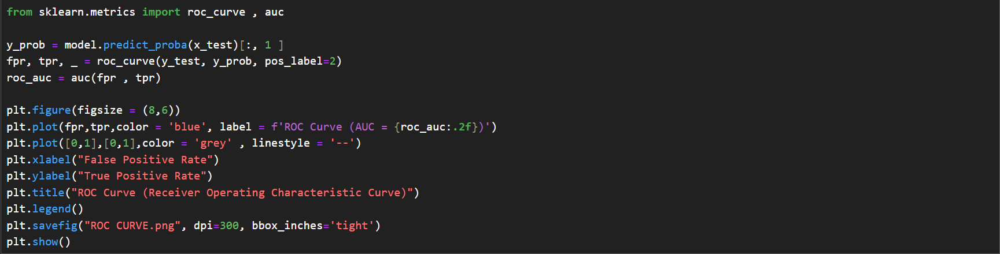 from sklearn.metrics import roc_curve , auc
y_prob = model.predict_proba(x_test)[:, 1 ]
fpr, tpr, _ = roc_curve(y_test, y_prob, pos_label=2)
roc_auc = auc(fpr , tpr)
plt.figure(figsize = (8,6))
plt.plot(fpr,tpr,color = 'blue', label = f'ROC Curve (AUC = {roc_auc:.2f})')
plt.plot([0,1],[0,1],color = 'grey' , linestyle = '--')
plt.xlabel("False Positive Rate")
plt.ylabel("True Positive Rate")
plt.title("ROC Curve (Receiver Operating Characteristic Curve)")
plt.legend()
plt.savefig("ROC CURVE.png", dpi=300, bbox_inches='tight')
plt.show()